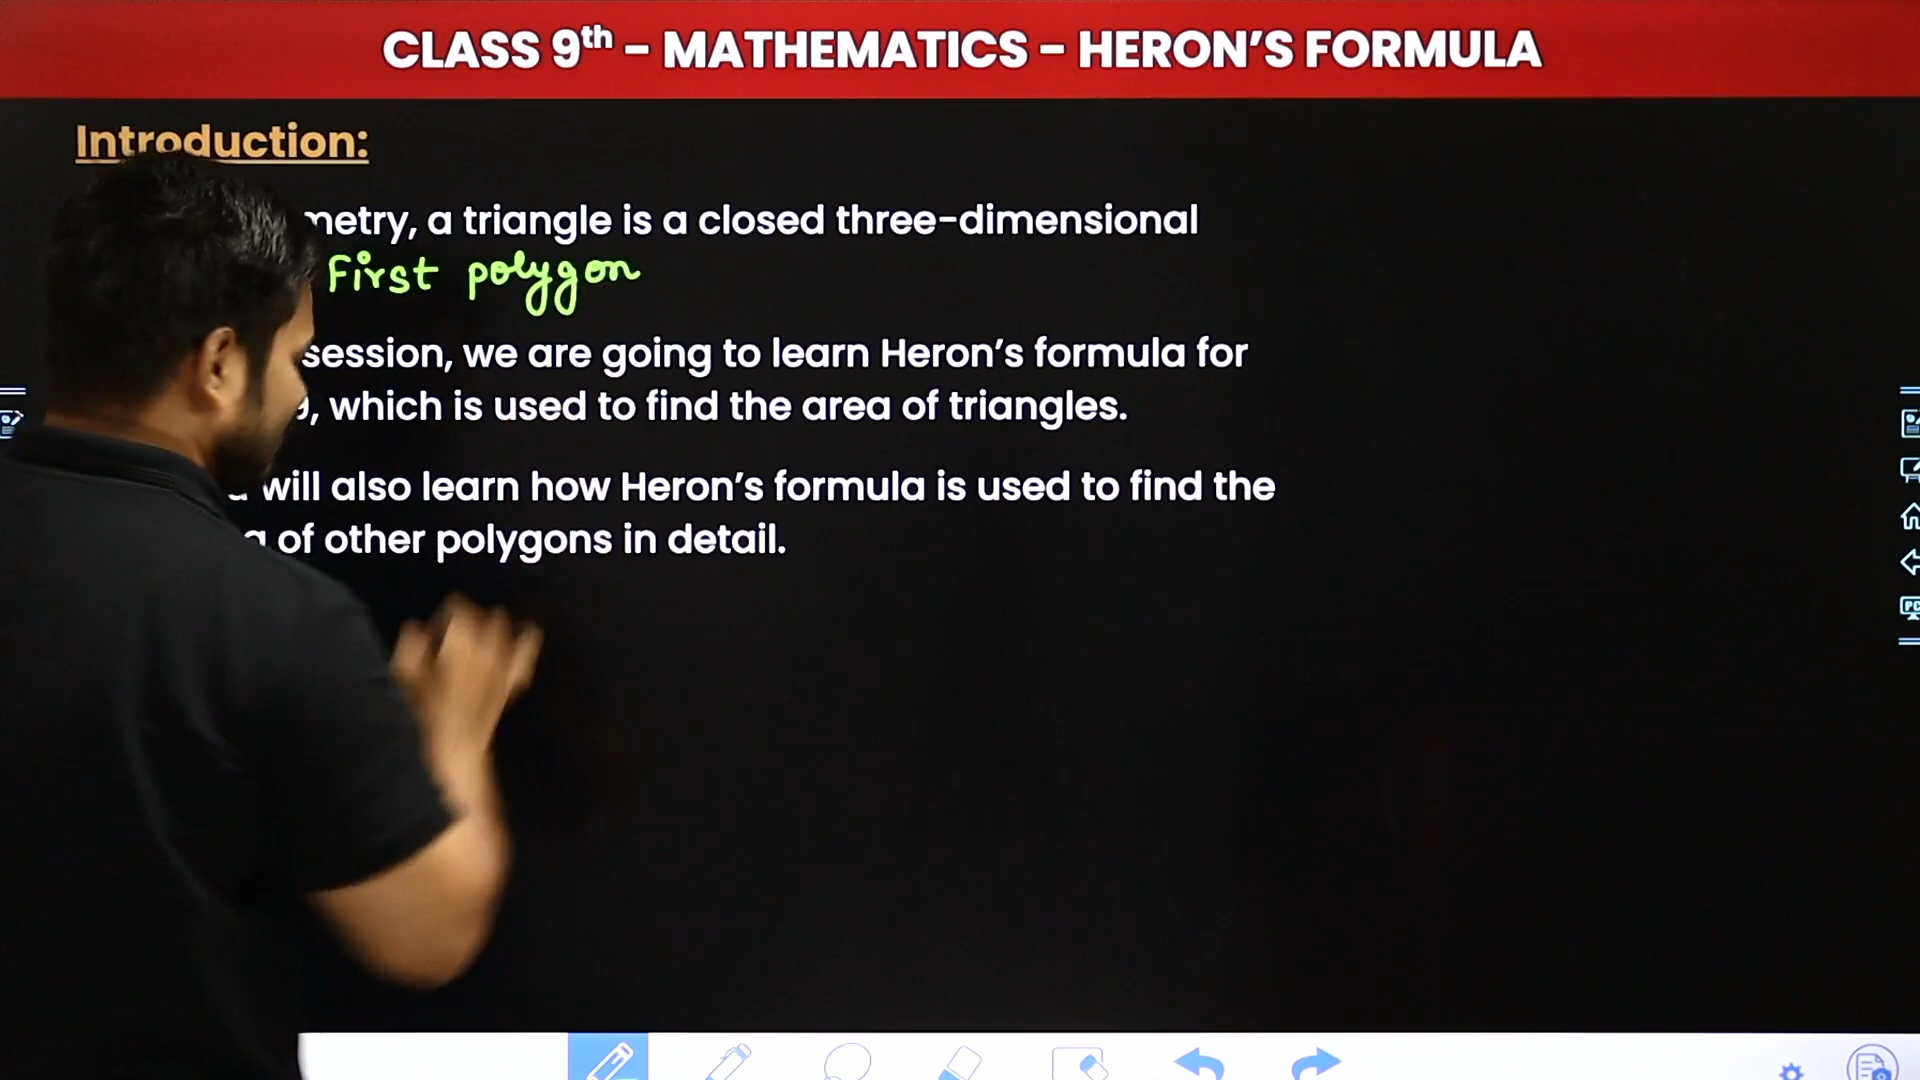 CLASS 9th – MATHEMATICS – HERON’S FORMULA
Introduction:
a triangle is a closed three-dimensional
First polygon
session, we are going to learn Heron’s formula for
which is used to find the area of triangles.
will also learn how Heron’s formula is used to find the
of other polygons in detail.